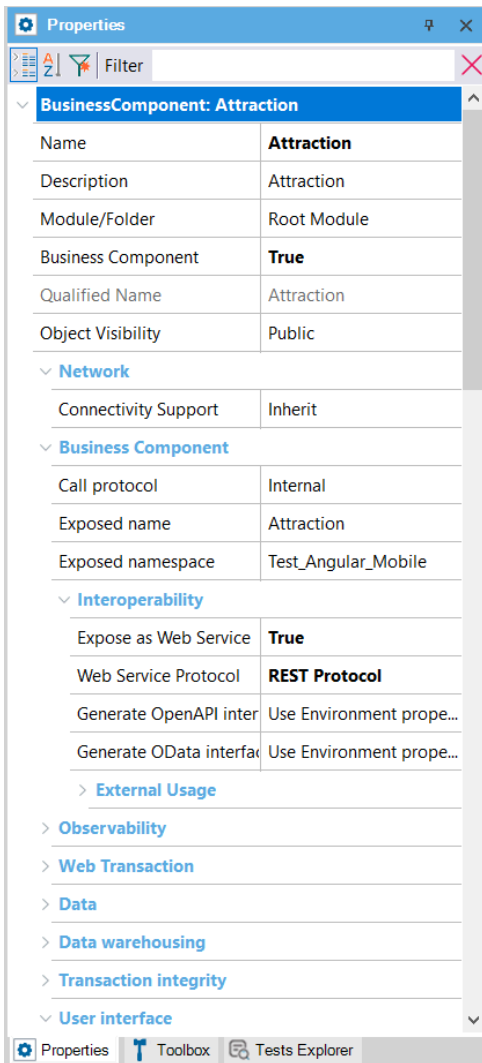 Properties
Filter
BusinessComponent: Attraction
Name Attraction
Description Attraction
Module/Folder Root Module
Business Component True
Qualified Name Attraction
Object Visibility Public
Network
Connectivity Support Inherit
Business Component
Call protocol Internal
Exposed name Attraction
Exposed namespace Test_Angular_Mobile
Interoperability
Expose as Web Service True
Web Service Protocol REST Protocol
Generate OpenAPI inter Use Environment prope...
Generate OData interfac Use Environment prope...
External Usage
Observability
Web Transaction
Data
Data warehousing
Transaction integrity
User interface
Properties Toolbox Tests Explorer